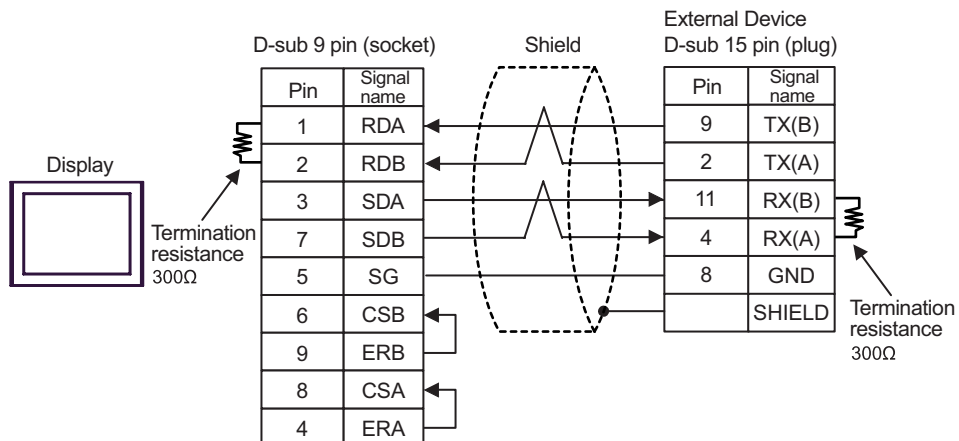 External Device
D-sub 9 pin (socket) Shield D-sub 15 pin (plug)
Pin Signal name Pin Signal name
1 RDA 9 TX(B)
2 RDB 2 TX(A)
Display
3 SDA 11 RX(B)
7 SDB 4 RX(A)
Termination
resistance
300Ω
5 SG 8 GND
6 CSB SHIELD
Termination
resistance
300Ω
9 ERB
8 CSA
4 ERA